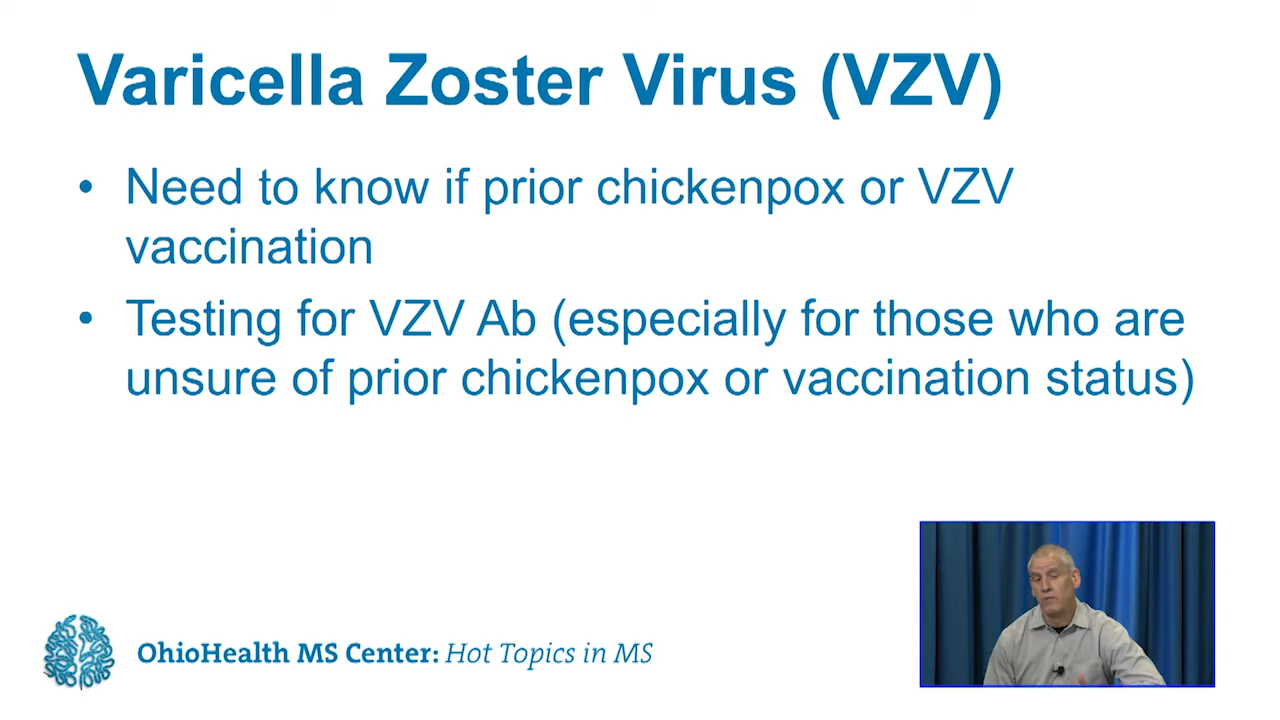 Varicella Zoster Virus (VZV)
• Need to know if prior chickenpox or VZV
vaccination
• Testing for VZV Ab (especially for those who are
unsure of prior chickenpox or vaccination status)
OhioHealth MS Center: Hot Topics in MS